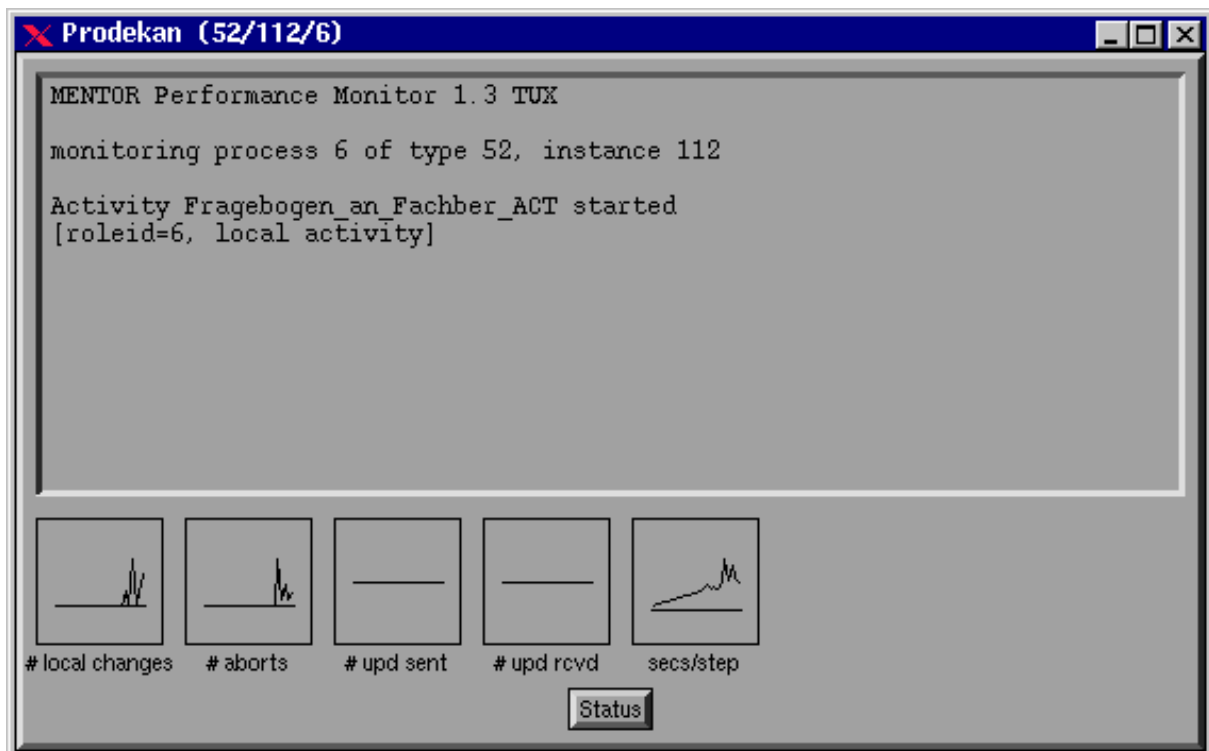 Prodekan (52/112/6)
MENTOR Performance Monitor 1.3 TUX
monitoring process 6 of type 52, instance 112
Activity Fragebogen_an_Fachber_ACT started
[roleid=6, local activity]
# local changes # aborts # upd sent # upd rcvd secs/step
Status